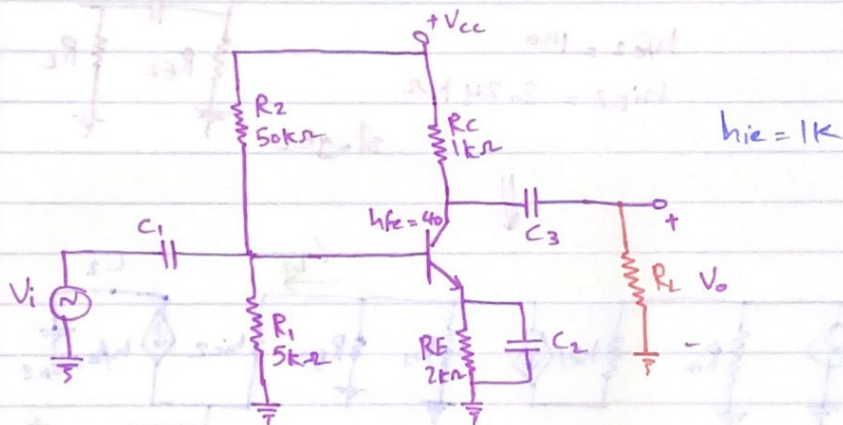 +Vcc
R2
50kΩ
RC
1kΩ
hie = 1K
hfe = 40
C1
C3
+
Vi
R1
5kΩ
RE
2kΩ
C2
RL
Vo
-